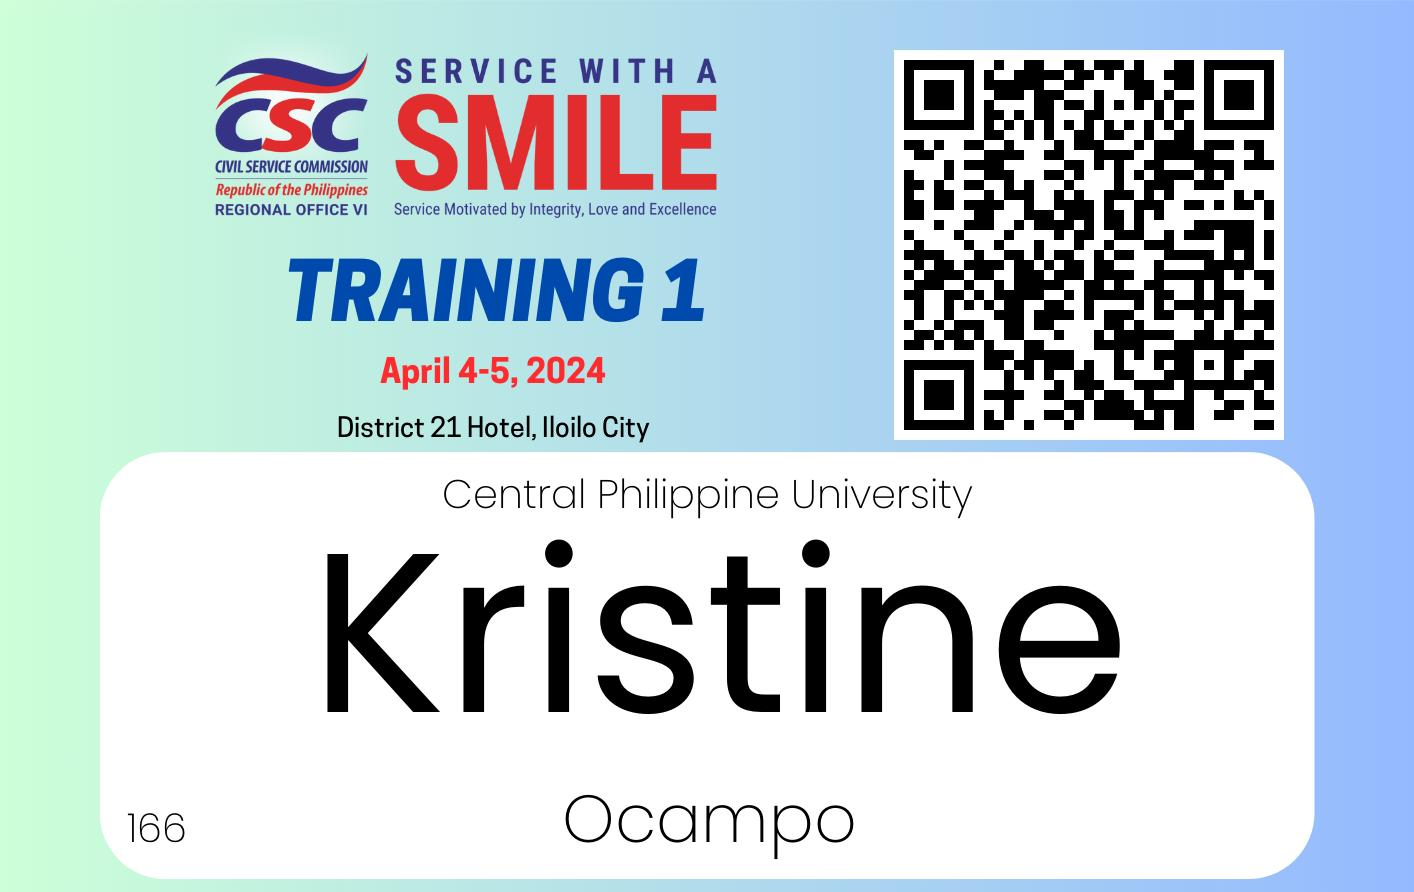 CSC
CIVIL SERVICE COMMISSION
Republic of the Philippines
REGIONAL OFFICE VI
SERVICE WITH A
SMILE
Service Motivated by Integrity, Love and Excellence
TRAINING 1
April 4-5, 2024
District 21 Hotel, Iloilo City
Central Philippine University
Kristine
Ocampo
166